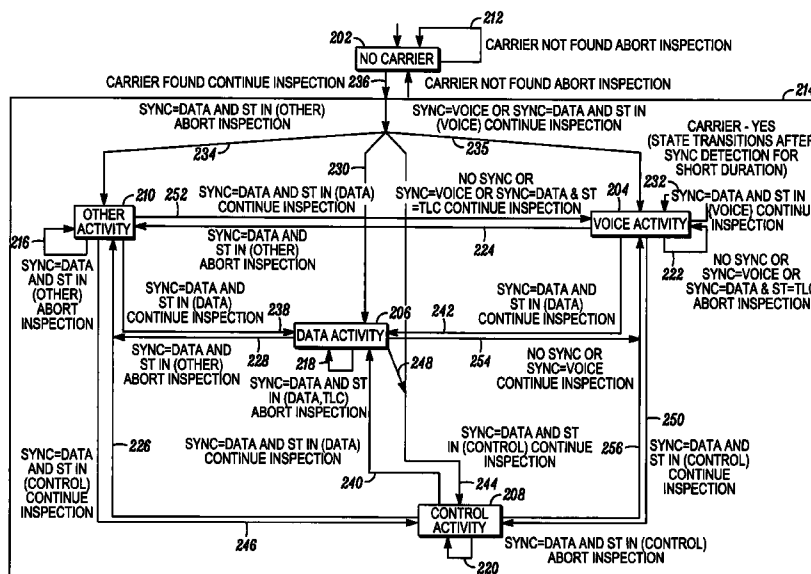 212
202
NO CARRIER
CARRIER NOT FOUND ABORT INSPECTION
CARRIER FOUND CONTINUE INSPECTION
236
CARRIER NOT FOUND ABORT INSPECTION
214
SYNC=DATA AND ST IN (OTHER)
ABORT INSPECTION
SYNC=VOICE OR SYNC=DATA AND ST IN
(VOICE) CONTINUE INSPECTION
CARRIER - YES
(STATE TRANSITIONS AFTER
SYNC DETECTION FOR
SHORT DURATION)
234
230
235
210
OTHER
ACTIVITY
252
SYNC=DATA AND ST IN (DATA)
CONTINUE INSPECTION
NO SYNC OR
SYNC=VOICE OR SYNC=DATA & ST
=TLC CONTINUE INSPECTION
204
VOICE ACTIVITY
232
SYNC=DATA AND ST IN
(VOICE) CONTINU
INSPECTION
216
SYNC=DATA
AND ST IN
(OTHER)
ABORT
INSPECTION
SYNC=DATA AND
ST IN (OTHER)
ABORT INSPECTION
224
222
NO SYNC OR
SYNC=VOICE OR
SYNC=DATA & ST=TLC
ABORT INSPECTION
SYNC=DATA AND
ST IN (DATA)
CONTINUE INSPECTION
238
206
DATA ACTIVITY
242
SYNC=DATA AND
ST IN (DATA)
CONTINUE INSPECTION
SYNC=DATA AND
ST IN (OTHER)
ABORT INSPECTION
228
218
248
254
NO SYNC OR
SYNC=VOICE
CONTINUE INSPECTION
SYNC=DATA AND ST
IN (DATA,TLC)
ABORT INSPECTION
SYNC=DATA
AND ST IN
(CONTROL)
CONTINUE
INSPECTION
226
SYNC=DATA AND ST IN (DATA)
CONTINUE INSPECTION
240
SYNC=DATA AND ST
IN (CONTROL) CONTINUE
INSPECTION
244
256
250
SYNC=DATA AND
ST IN (CONTROL)
CONTINUE
INSPECTION
208
CONTROL
ACTIVITY
246
220
SYNC=DATA AND ST IN (CONTROL)
ABORT INSPECTION